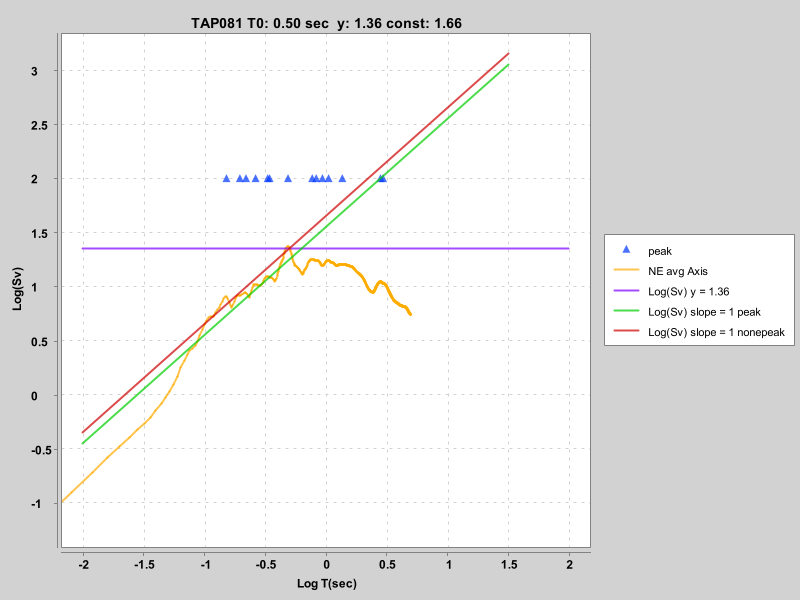 TAP081 T0: 0.50 sec  y: 1.36 const: 1.66
Log(Sv)
3
2.5
2
1.5
1
0.5
0
-0.5
-1
-2
-1.5
-1
-0.5
0
0.5
1
1.5
2
Log T(sec)
peak
NE avg Axis
Log(Sv) y = 1.36
Log(Sv) slope = 1 peak
Log(Sv) slope = 1 nonepeak